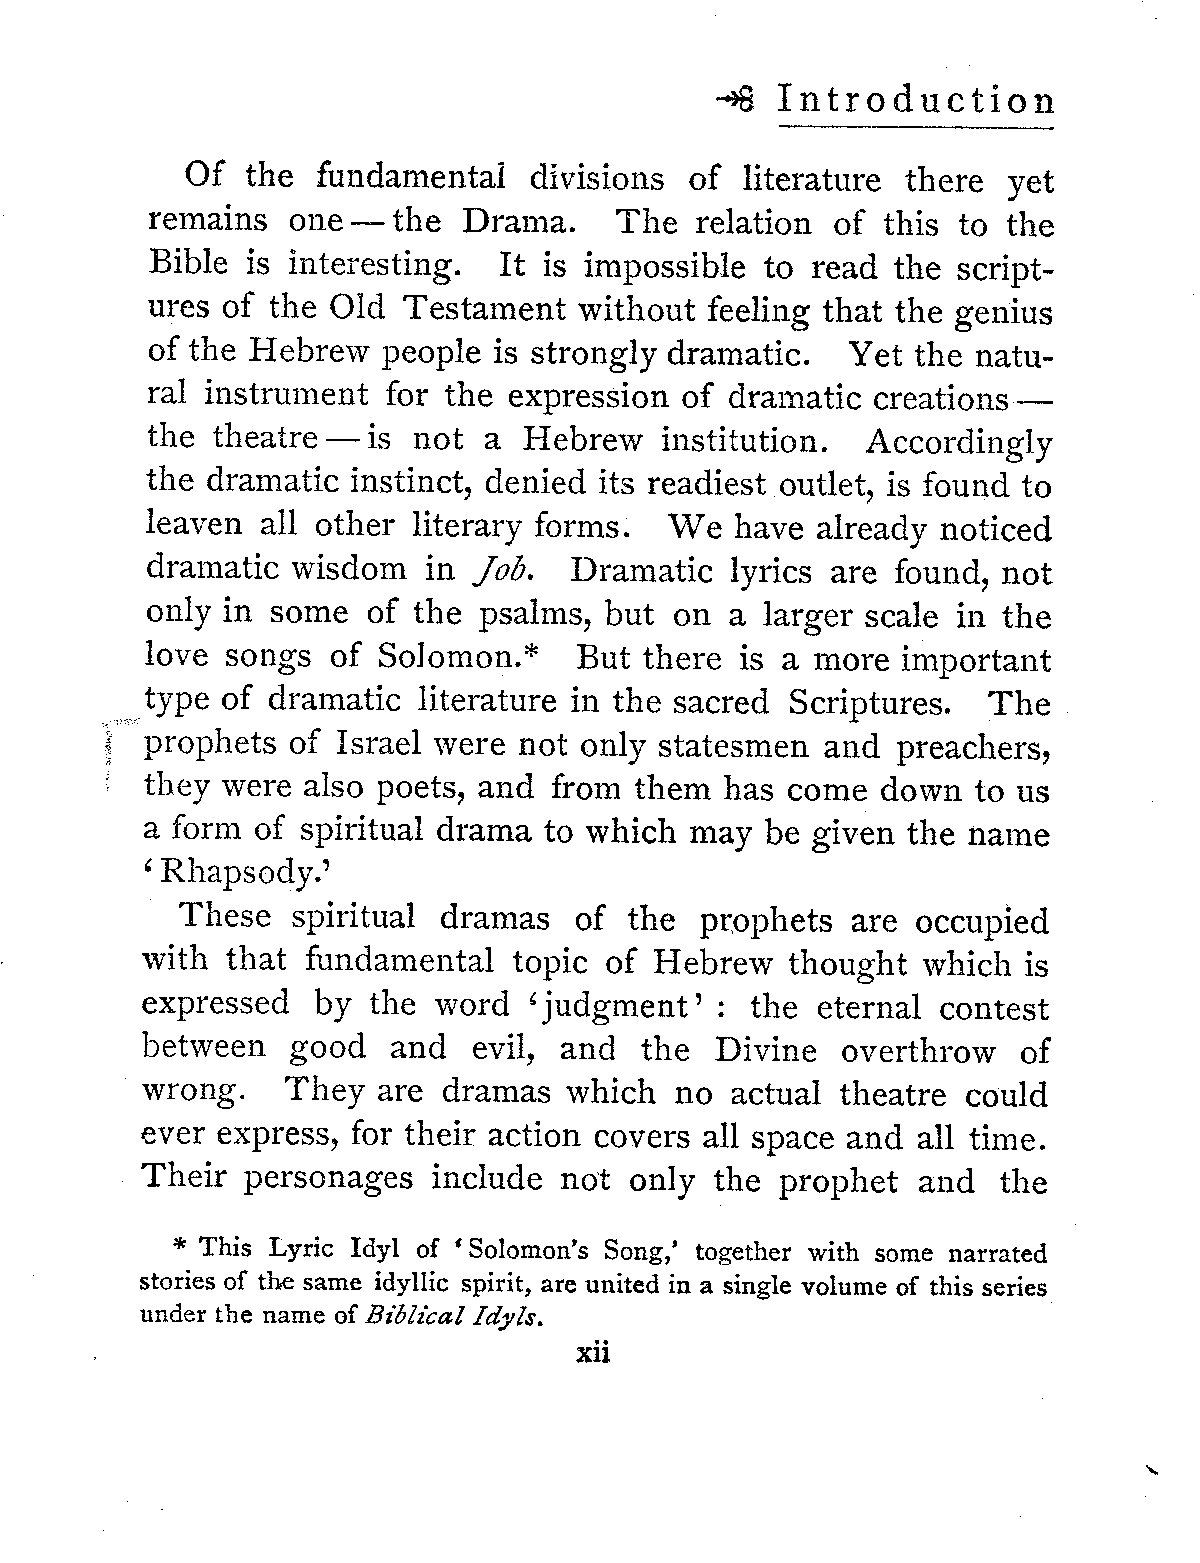 Introduction
Of the fundamental divisions of literature there yet
remains one — the Drama. The relation of this to the
Bible is interesting. It is impossible to read the script-
ures of the Old Testament without feeling that the genius
of the Hebrew people is strongly dramatic. Yet the natu-
ral instrument for the expression of dramatic creations —
the theatre — is not a Hebrew institution. Accordingly
the dramatic instinct, denied its readiest outlet, is found to
leaven all other literary forms. We have already noticed
dramatic wisdom in Job. Dramatic lyrics are found, not
only in some of the psalms, but on a larger scale in the
love songs of Solomon.* But there is a more important
type of dramatic literature in the sacred Scriptures. The
prophets of Israel were not only statesmen and preachers,
they were also poets, and from them has come down to us
a form of spiritual drama to which may be given the name
‘Rhapsody.’
These spiritual dramas of the prophets are occupied
with that fundamental topic of Hebrew thought which is
expressed by the word ‘judgment’ : the eternal contest
between good and evil, and the Divine overthrow of
wrong. They are dramas which no actual theatre could
ever express, for their action covers all space and all time.
Their personages include not only the prophet and the
* This Lyric Idyl of ‘Solomon's Song,’ together with some narrated
stories of the same idyllic spirit, are united in a single volume of this series
under the name of Biblical Idyls.
xii